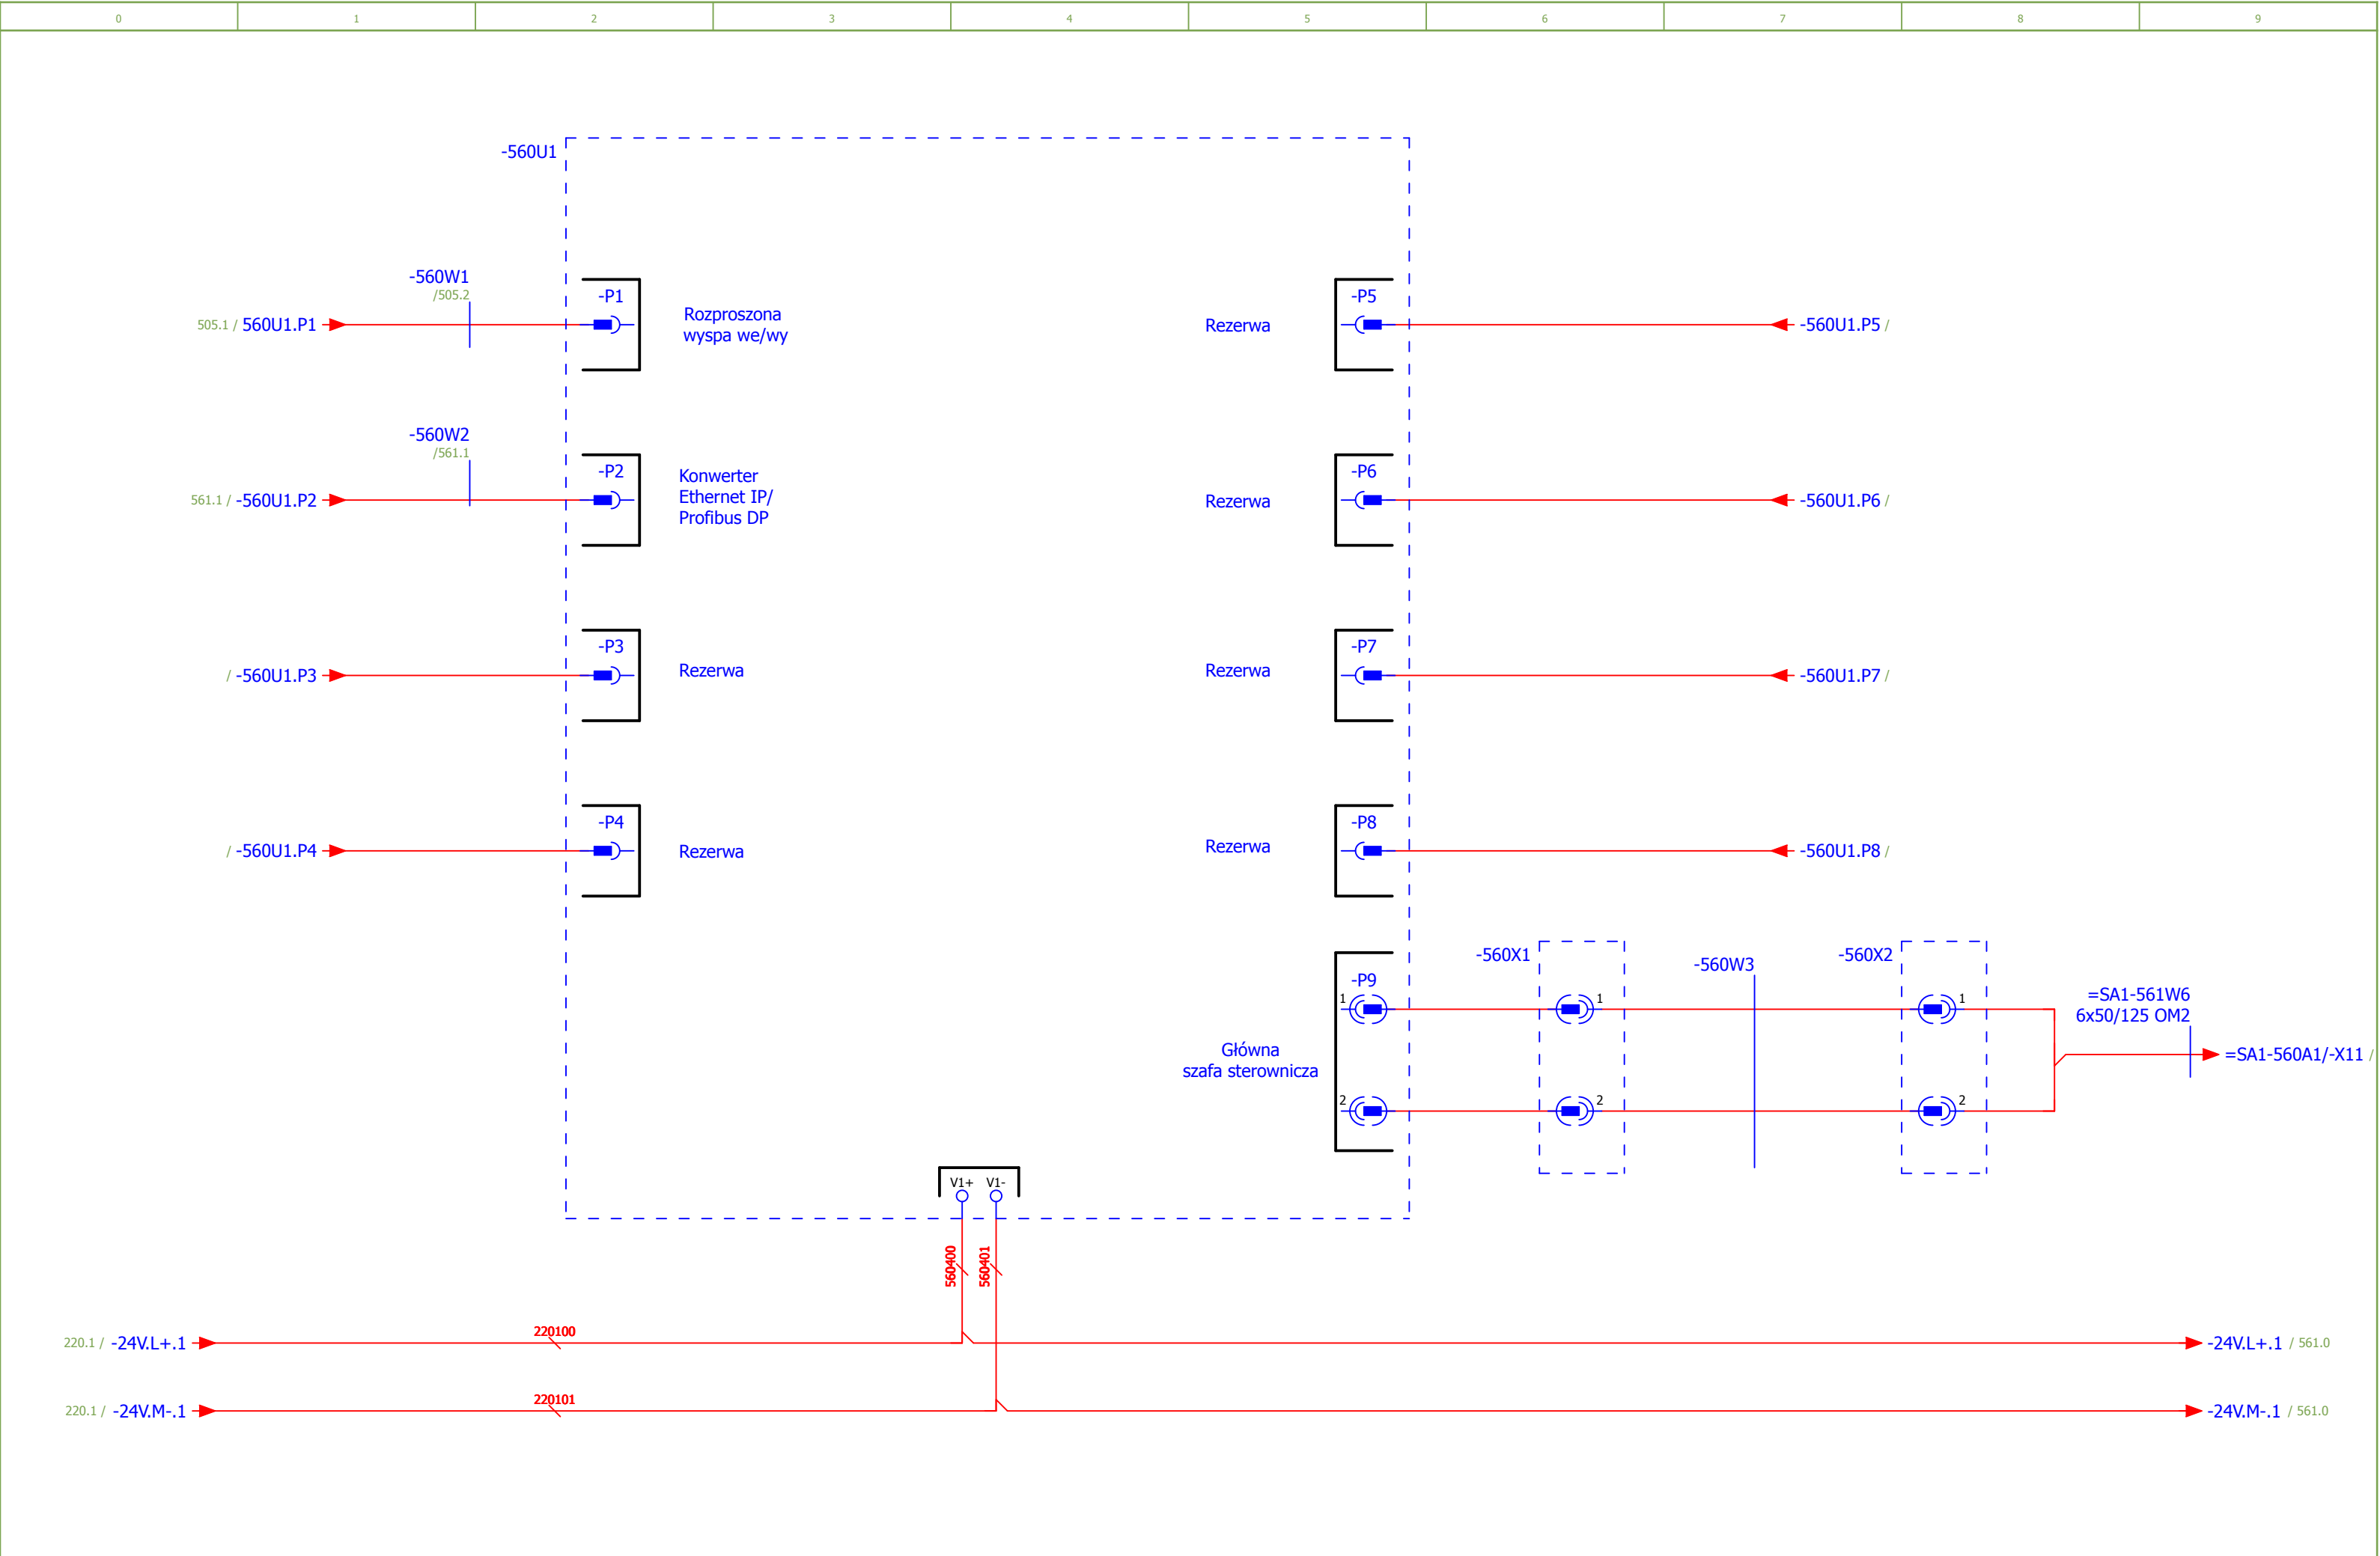 0 1 2 3 4 5 6 7 8 9
-560U1
-560W1
/505.2
505.1 / 560U1.P1
-P1
Rozproszona
wyspa we/wy
Rezerwa
-P5
-560U1.P5 /
-560W2
/561.1
561.1 / -560U1.P2
-P2
Konwerter
Ethernet IP/
Profibus DP
Rezerwa
-P6
-560U1.P6 /
/ -560U1.P3
-P3
Rezerwa
Rezerwa
-P7
-560U1.P7 /
/ -560U1.P4
-P4
Rezerwa
Rezerwa
-P8
-560U1.P8 /
-P9
1
2
Główna
szafa sterownicza
-560X1
1
2
-560W3
-560X2
1
2
=SA1-561W6
6x50/125 OM2
=SA1-560A1/-X11 /
V1+ V1-
560400
560401
220.1 / -24V.L+.1
220100
-24V.L+.1 / 561.0
220.1 / -24V.M-.1
220101
-24V.M-.1 / 561.0